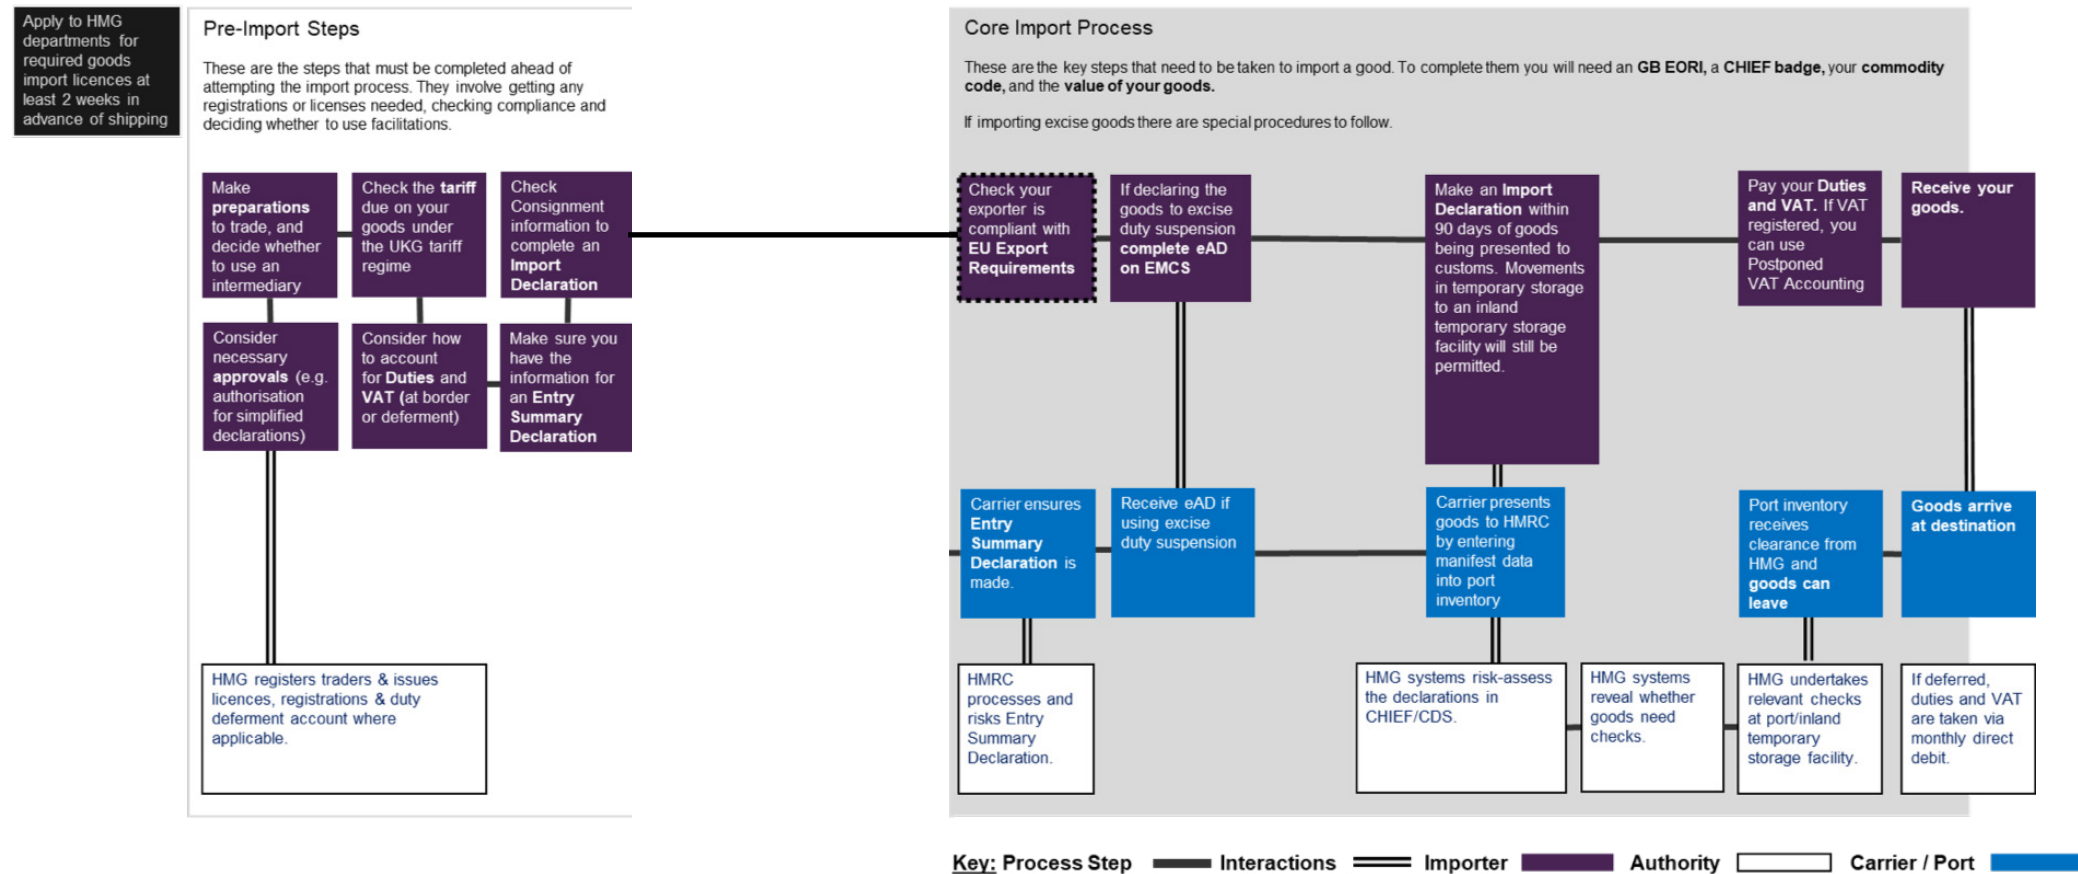 Apply to HMG
departments for
required goods
import licences at
least 2 weeks in
advance of shipping
Pre-Import Steps
These are the steps that must be completed ahead of
attempting the import process. They involve getting any
registrations or licenses needed, checking compliance and
deciding whether to use facilitations.
Make
preparations
to trade, and
decide whether
to use an
intermediary
Check the tariff
due on your
goods under
the UKG tariff
regime
Check
Consignment
information to
complete an
Import
Declaration
Consider
necessary
approvals (e.g.
authorisation
for simplified
declarations)
Consider how
to account
for Duties and
VAT (at border
or deferment)
Make sure you
have the
information for
an Entry
Summary
Declaration
HMG registers traders & issues
licences, registrations & duty
deferment account where
applicable.
Core Import Process
These are the key steps that need to be taken to import a good. To complete them you will need an GB EORI, a CHIEF badge, your commodity
code, and the value of your goods.
If importing excise goods there are special procedures to follow.
Check your
exporter is
compliant with
EU Export
Requirements
If declaring the
goods to excise
duty suspension
complete eAD
on EMCS
Make an Import
Declaration within
90 days of goods
being presented to
customs. Movements
in temporary storage
to an inland
temporary storage
facility will still be
permitted.
Pay your Duties
and VAT. If VAT
registered, you
can use
Postponed
VAT Accounting
Receive your
goods.
Carrier ensures
Entry
Summary
Declaration is
made.
Receive eAD if
using excise
duty suspension
Carrier presents
goods to HMRC
by entering
manifest data
into port
inventory
Port inventory
receives
clearance from
HMG and
goods can
leave
Goods arrive
at destination
HMRC
processes and
risks Entry
Summary
Declaration.
HMG systems risk-assess
the declarations in
CHIEF/CDS.
HMG systems
reveal whether
goods need
checks.
HMG undertakes
relevant checks
at port/inland
temporary
storage facility.
If deferred,
duties and VAT
are taken via
monthly direct
debit.
Key: Process Step Interactions Importer Authority Carrier / Port